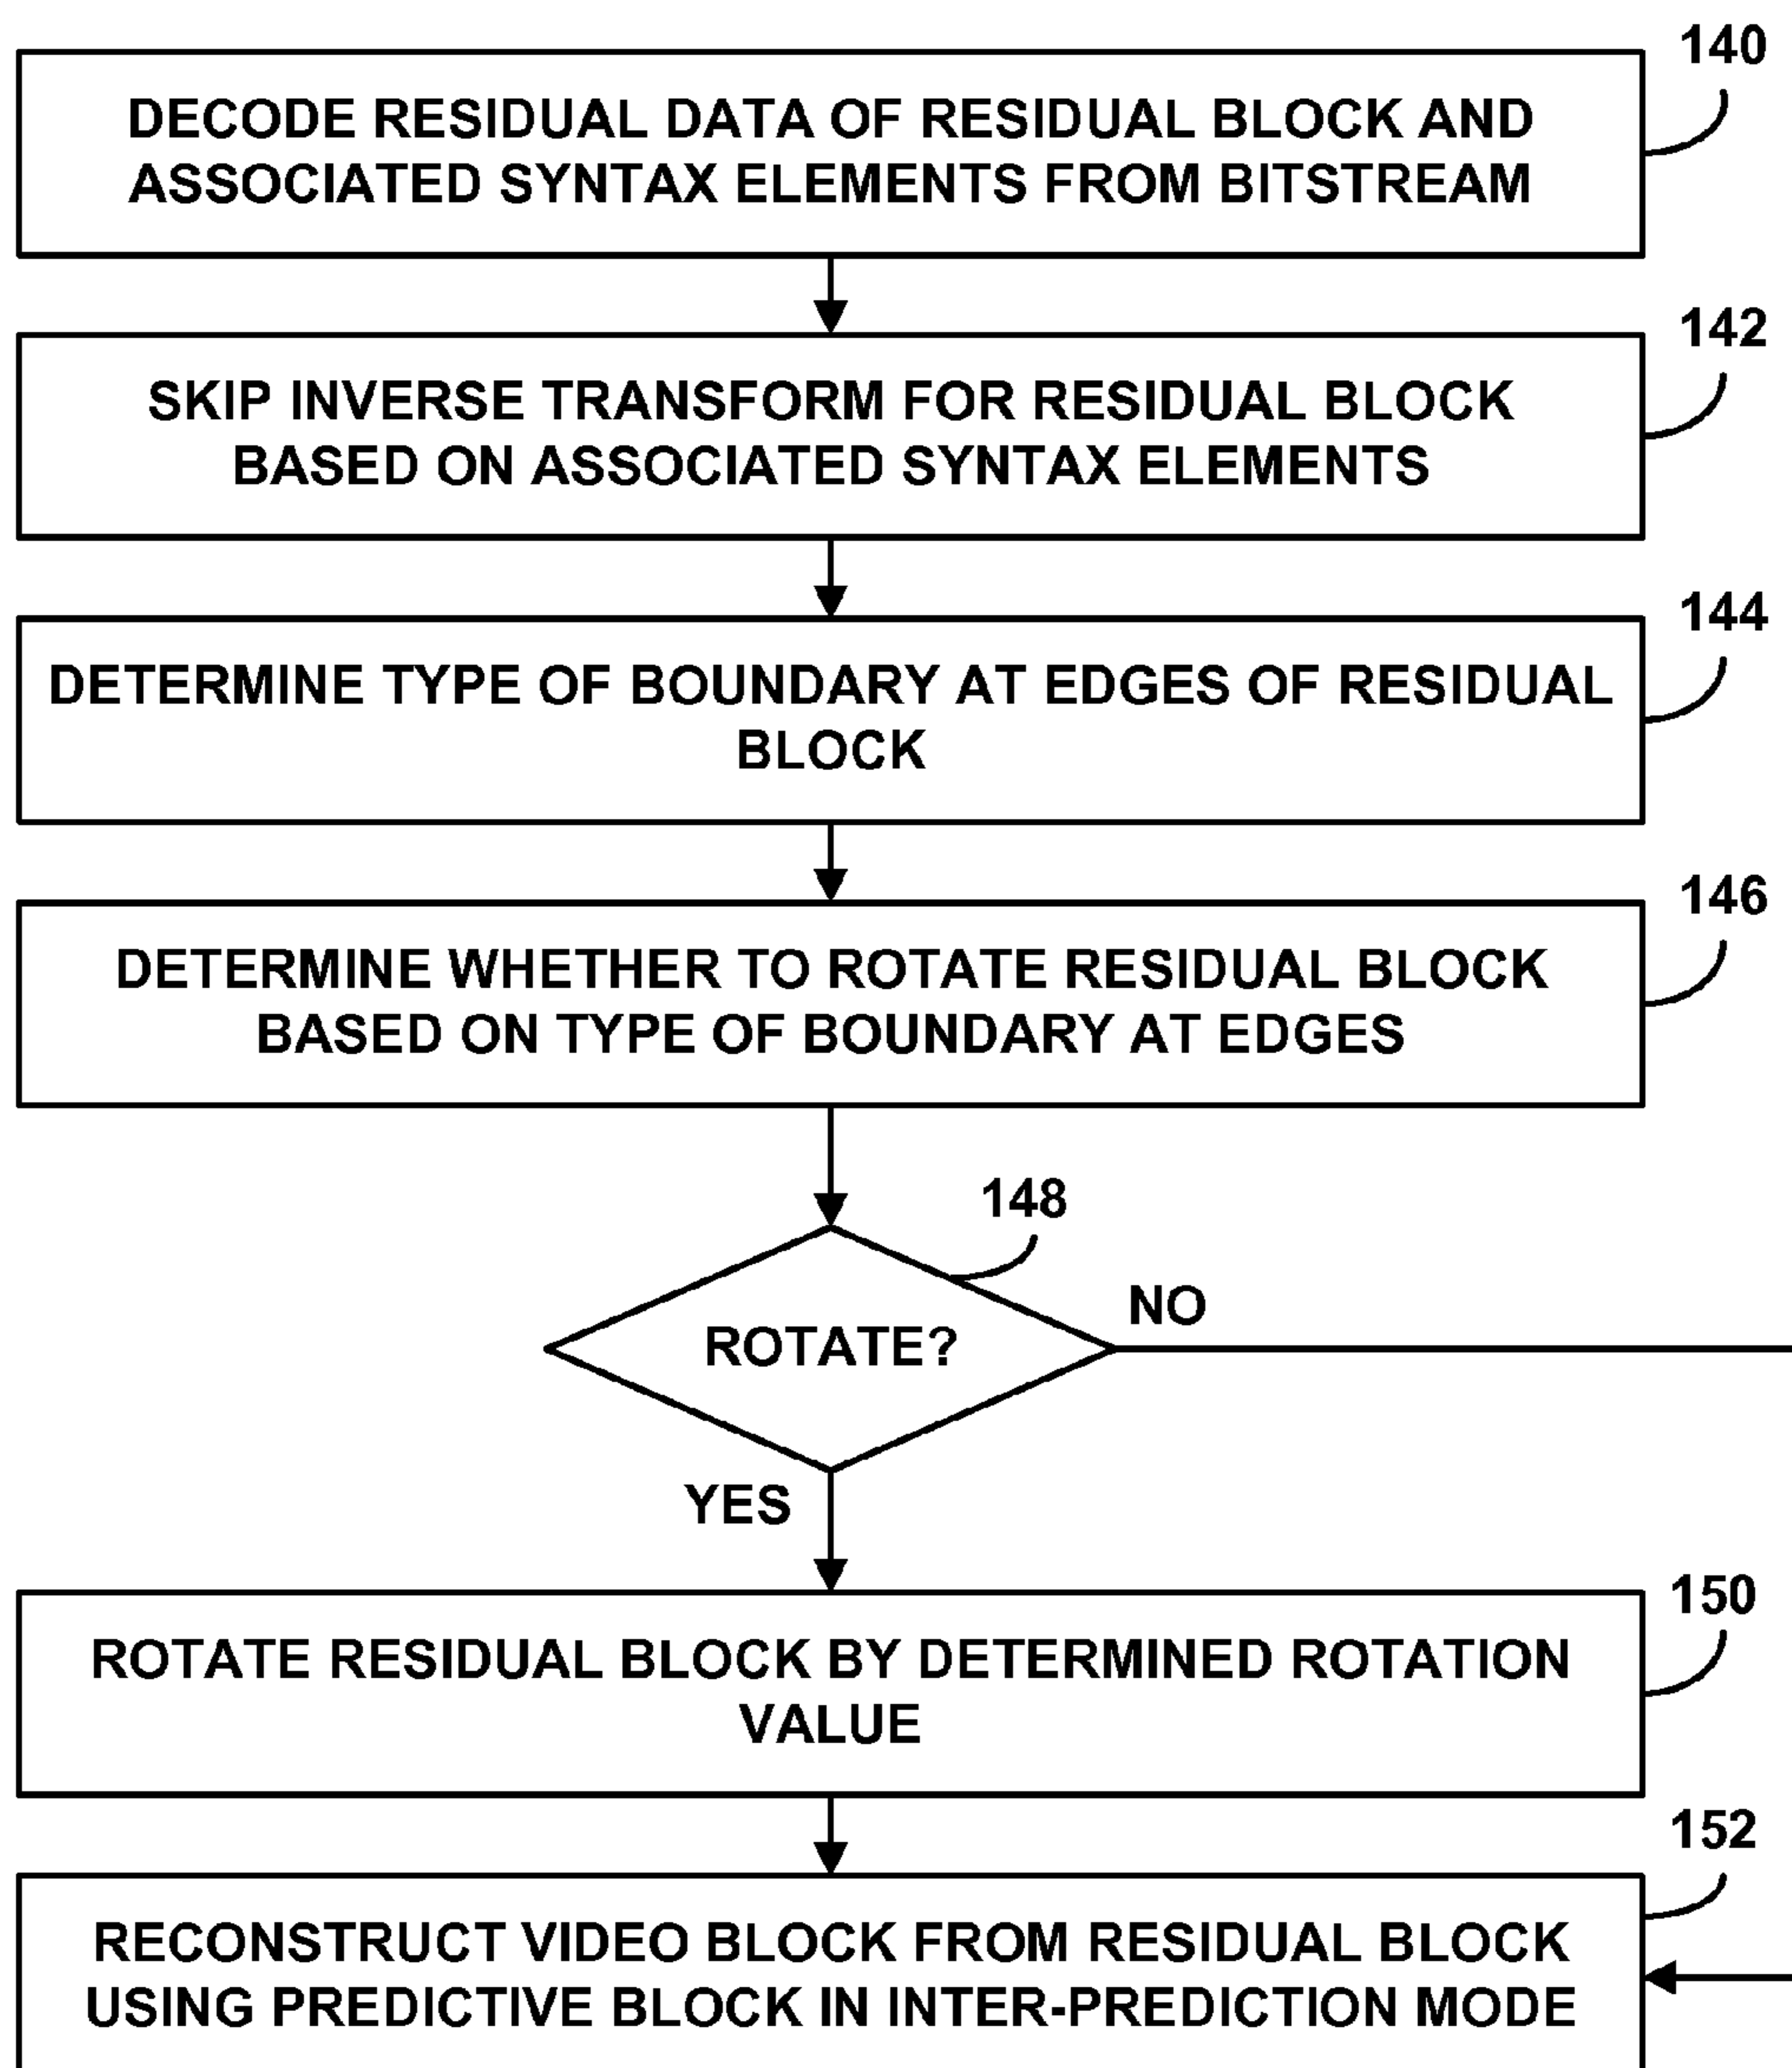 140
DECODE RESIDUAL DATA OF RESIDUAL BLOCK AND
ASSOCIATED SYNTAX ELEMENTS FROM BITSTREAM
142
SKIP INVERSE TRANSFORM FOR RESIDUAL BLOCK
BASED ON ASSOCIATED SYNTAX ELEMENTS
144
DETERMINE TYPE OF BOUNDARY AT EDGES OF RESIDUAL
BLOCK
146
DETERMINE WHETHER TO ROTATE RESIDUAL BLOCK
BASED ON TYPE OF BOUNDARY AT EDGES
148
NO
ROTATE?
YES
150
ROTATE RESIDUAL BLOCK BY DETERMINED ROTATION
VALUE
152
RECONSTRUCT VIDEO BLOCK FROM RESIDUAL BLOCK
USING PREDICTIVE BLOCK IN INTER-PREDICTION MODE